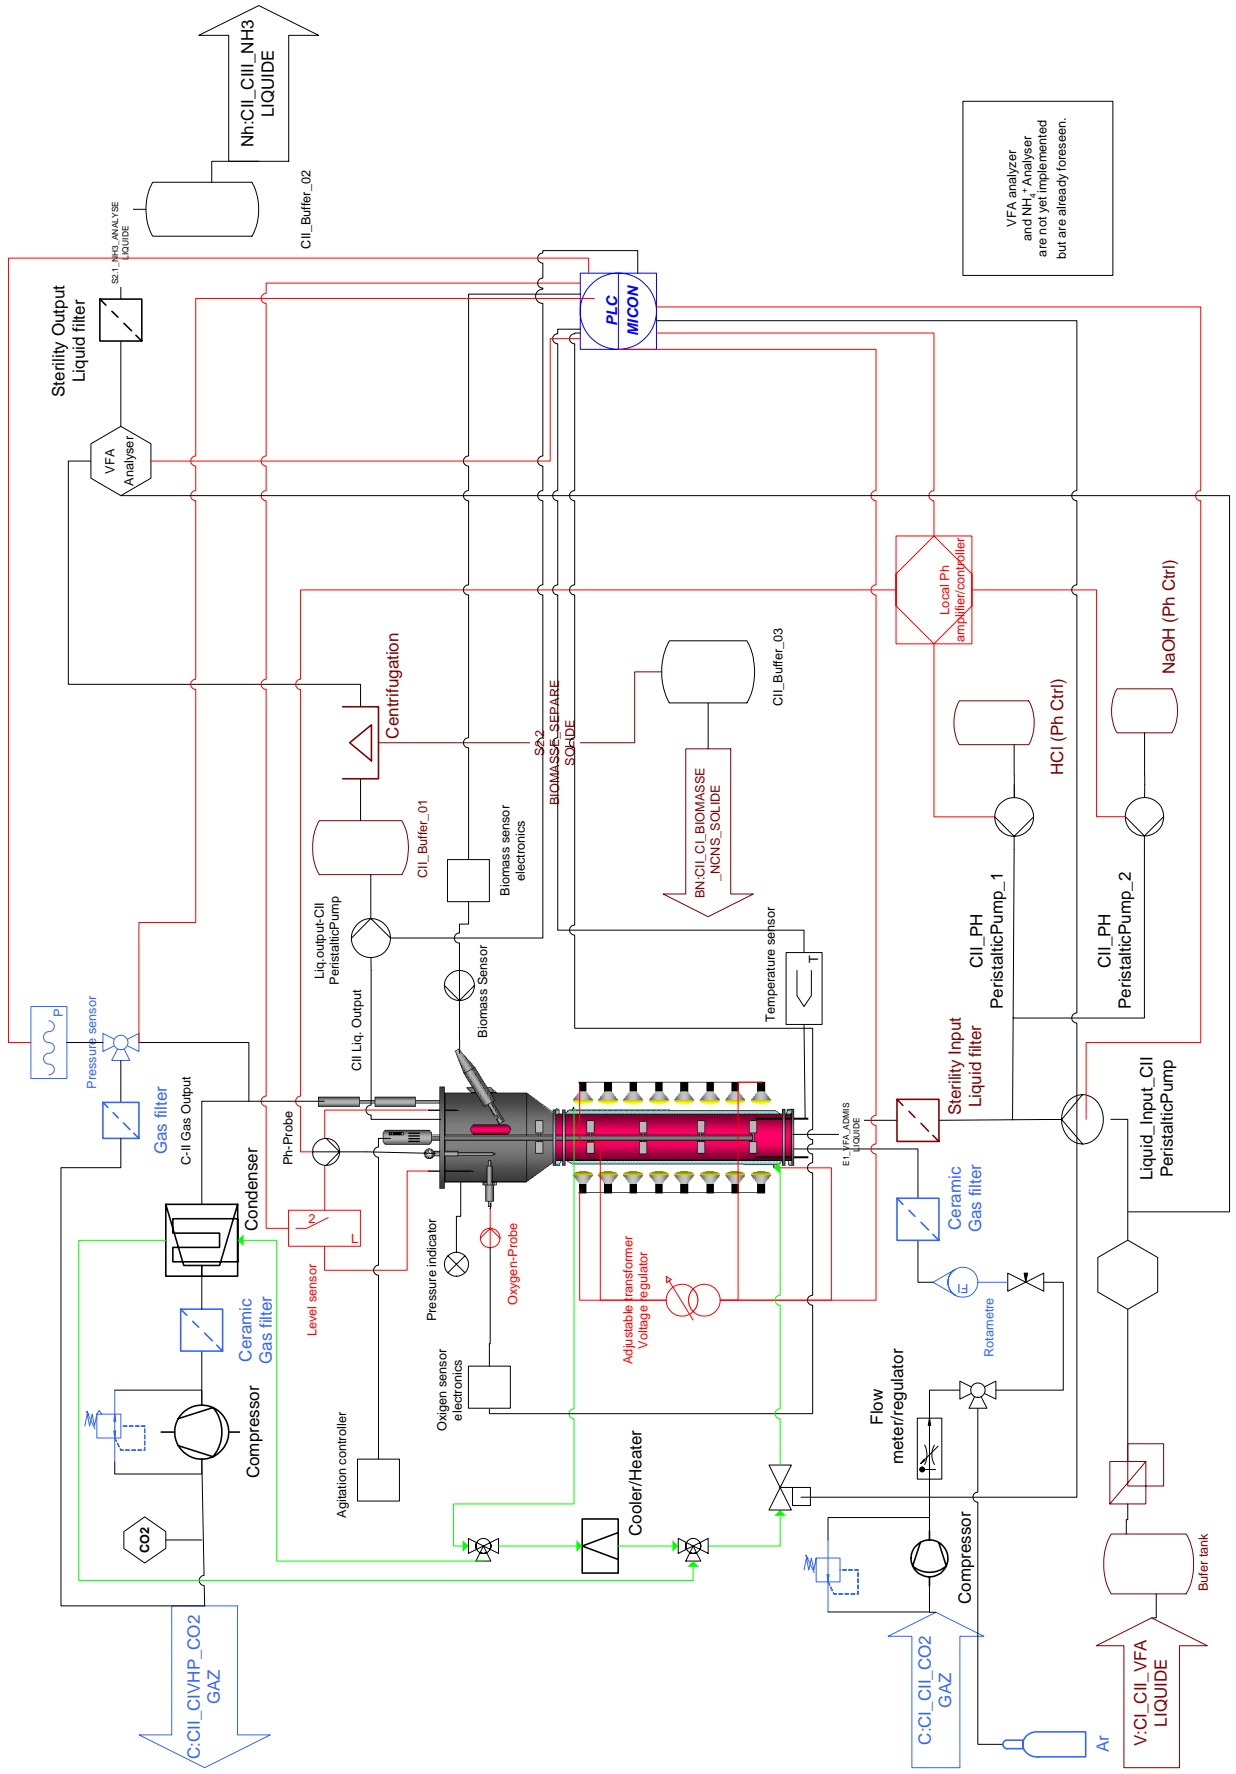 Nh:CII_CIII_NH3
LIQUIDE
CII_Buffer_02
S2.1_NH3_ANALYSE
LIQUIDE
Sterility Output
Liquid filter
VFA
Analyser
VFA analyzer
and NH4+ Analyser
are not yet implemented
but are already foreseen.
PLC
MICON
Local Ph
amplifier/controller
NaOH (Ph Ctrl)
HCl (Ph Ctrl)
Centrifugation
CII_Buffer_03
S2.2
BIOMASSE_SEPARE
SOLIDE
BN:CII_CI_BIOMASSE
_NCNS_SOLIDE
CII_Buffer_01
Biomass sensor
electronics
Liq.output-CII
PeristalticPump
Biomass Sensor
CII Liq. Output
Temperature sensor
T
CII_PH
PeristalticPump_1
CII_PH
PeristalticPump_2
P
Pressure sensor
Gas filter
C-II Gas Output
Ph-Probe
Condenser
2
L
Level sensor
Pressure indicator
Oxygen-Probe
E1_VFA_ADMIS
LIQUIDE
Sterility Input
Liquid filter
Liquid_Input_CII
PeristalticPump
Ceramic
Gas filter
Ceramic
Gas filter
Adjustable transformer
Voltage regulator
Rotametre
Oxigen sensor
electronics
Flow
meter/regulator
Compressor
Agitation controller
Cooler/Heater
CO2
Compressor
Bufer tank
C:CII_CIVHP_CO2
GAZ
C:CI_CII_CO2
GAZ
V:CI_CII_VFA
LIQUIDE
Ar